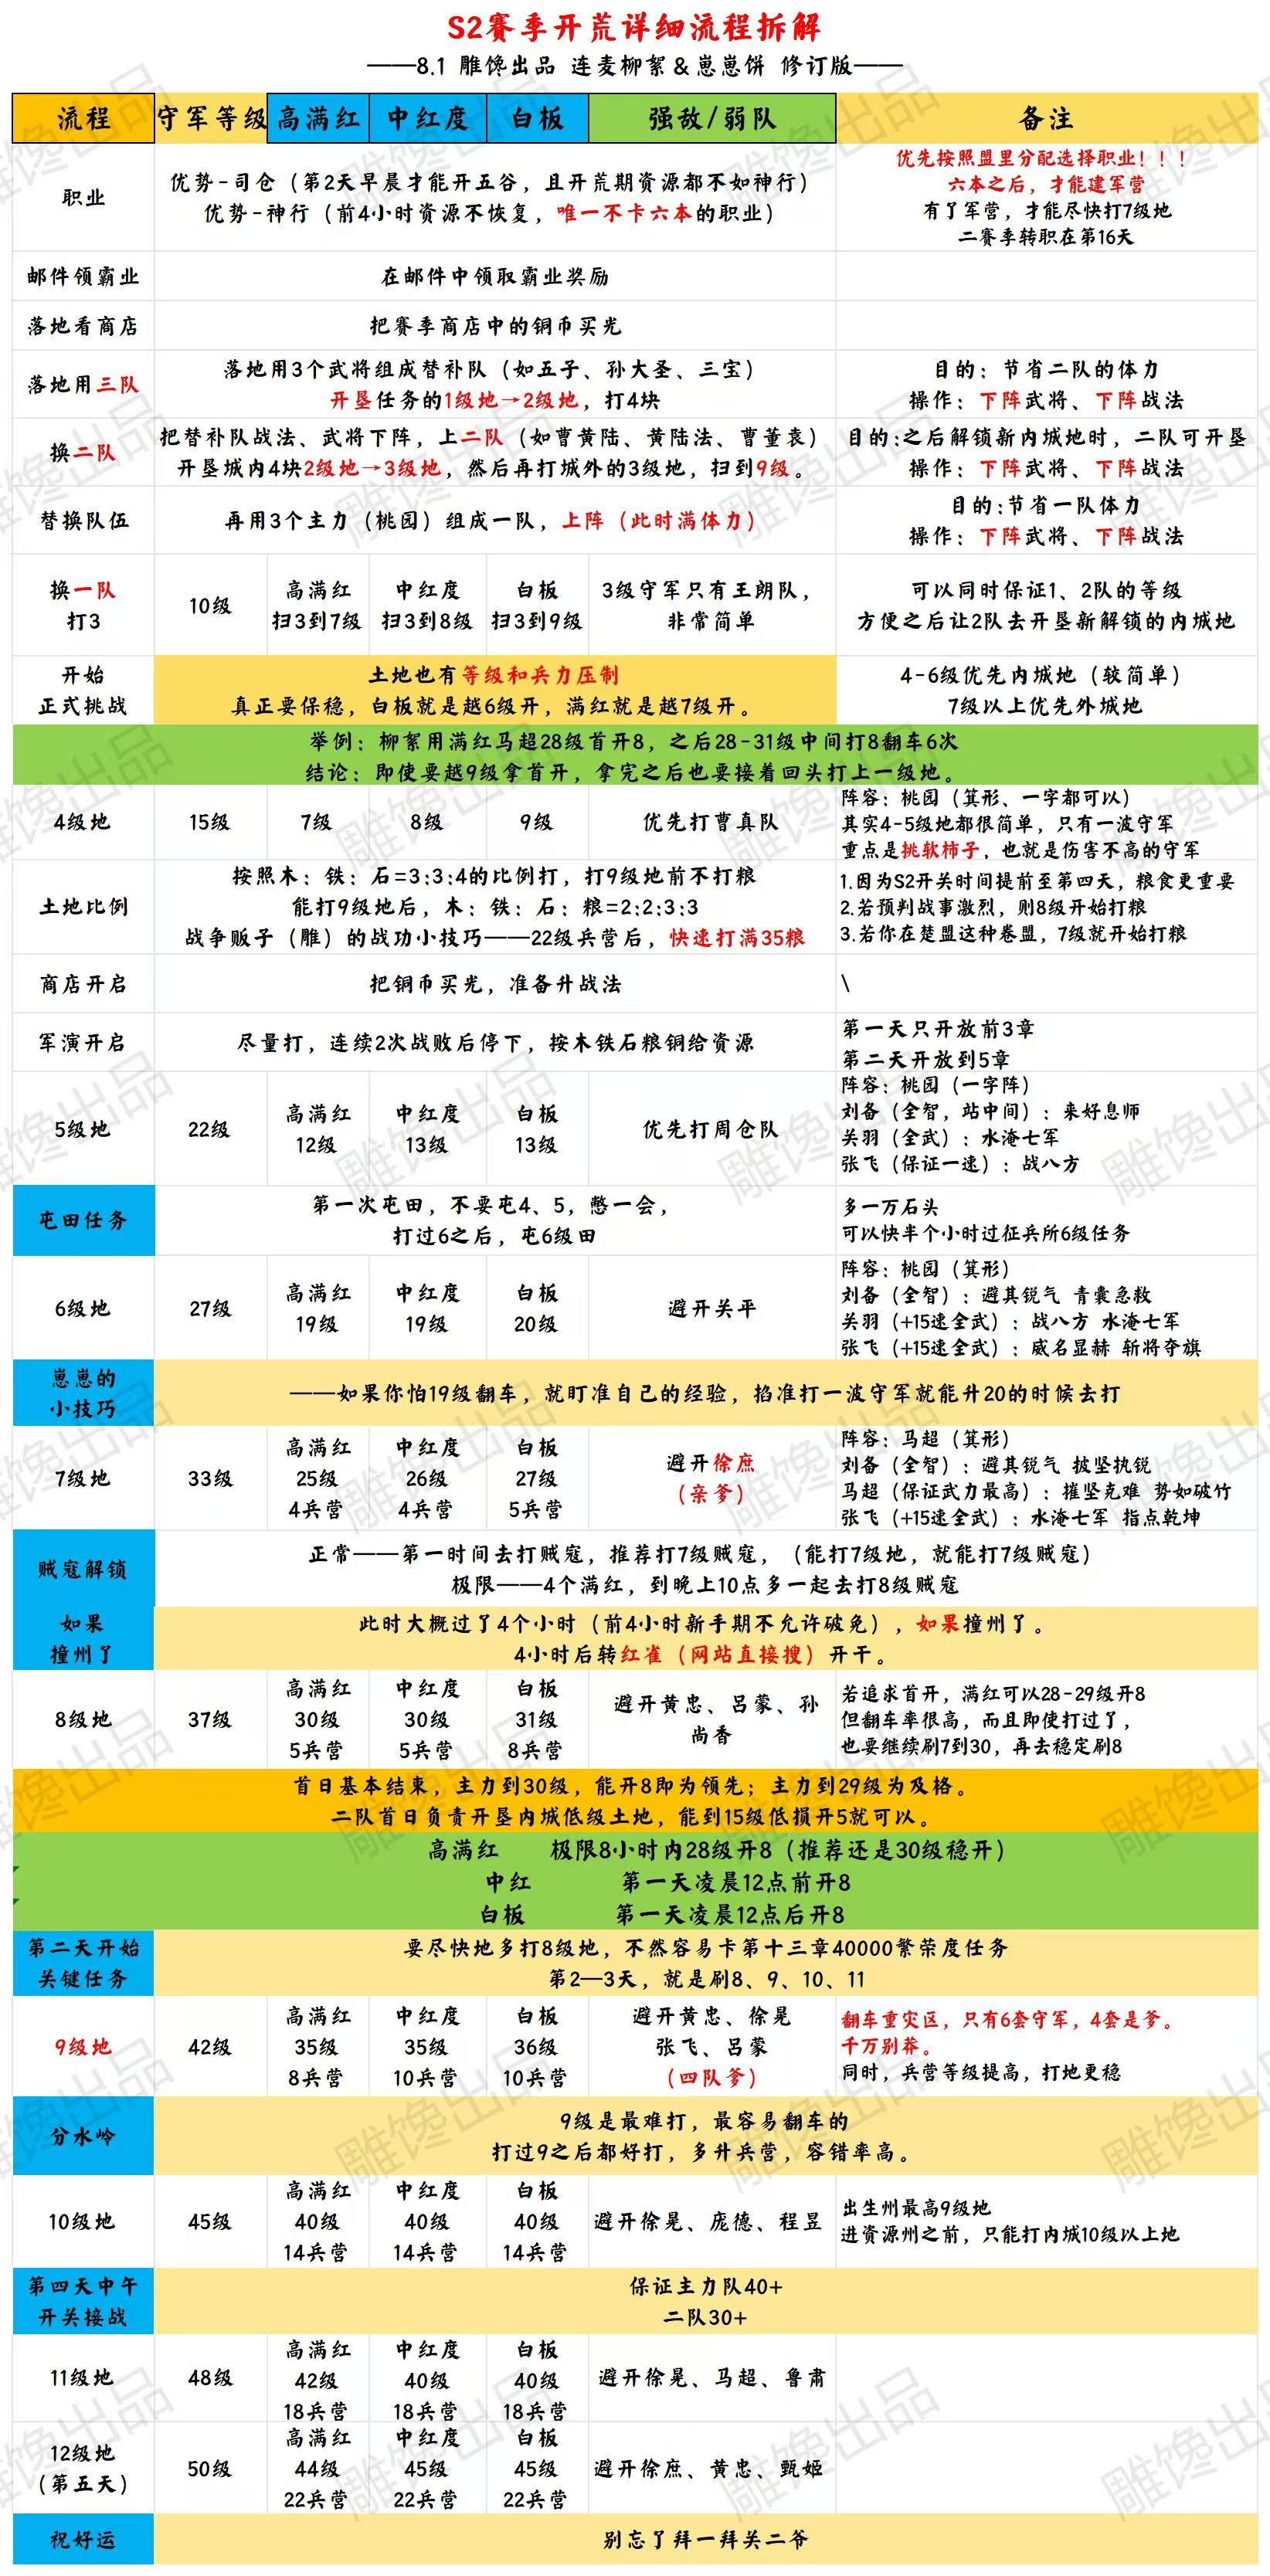 S2赛季开荒详细流程拆解
——8.1 雕馋出品 连麦柳絮&崽崽饼 修订版——
流程 守军等级 高满红 中红度 白板 强敌/弱队 备注
职业
优势-司仓（第2天早晨才能开五谷，且开荒期资源都不如神行）
优势-神行（前4小时资源不恢复，唯一不卡六本的职业）
优先按照盟里分配选择职业！！！
六本之后，才能建军营
有了军营，才能尽快打7级地
二赛季转职在第16天
邮件领霸业
在邮件中领取霸业奖励
落地看商店
把赛季商店中的铜币买光
落地用三队
落地用3个武将组成替补队（如五子、孙大圣、三宝）
开垦任务的1级地→2级地，打4块
目的：节省二队的体力
操作：下阵武将、下阵战法
换二队
把替补队战法、武将下阵，上二队（如曹黄陆、黄陆法、曹董袁）
开垦城内4块2级地→3级地，然后再打城外的3级地，扫到9级。
目的:之后解锁新内城地时，二队可开垦
操作：下阵武将、下阵战法
替换队伍
再用3个主力（桃园）组成一队，上阵（此时满体力）
目的:节省一队体力
操作：下阵武将、下阵战法
换一队
打3
10级
高满红
扫3到7级
中红度
扫3到8级
白板
扫3到9级
3级守军只有王朗队，
非常简单
可以同时保证1、2队的等级
方便之后让2队去开垦新解锁的内城地
开始
正式挑战
土地也有等级和兵力压制
真正要保稳，白板就是越6级开，满红就是越7级开。
4-6级优先内城地（较简单）
7级以上优先外城地
举例：柳絮用满红马超28级首开8，之后28-31级中间打8翻车6次
结论：即使要越9级拿首开，拿完之后也要接着回头打上一级地。
4级地
15级
7级
8级
9级
优先打曹真队
阵容：桃园（箕形、一字都可以）
其实4-5级地都很简单，只有一波守军
重点是挑软柿子，也就是伤害不高的守军
土地比例
按照木：铁：石=3:3:4的比例打，打9级地前不打粮
能打9级地后，木：铁：石：粮=2:2:3:3
战争贩子（雕）的战功小技巧——22级兵营后，快速打满35粮
1.因为S2开关时间提前至第四天，粮食更重要
2.若预判战事激烈，则8级开始打粮
3.若你在楚盟这种卷盟，7级就开始打粮
商店开启
把铜币买光，准备升战法
\
军演开启
尽量打，连续2次战败后停下，按木铁石粮铜给资源
第一天只开放前3章
第二天开放到5章
5级地
22级
高满红
12级
中红度
13级
白板
13级
优先打周仓队
阵容：桃园（一字阵）
刘备（全智，站中间）：来好息师
关羽（全武）：水淹七军
张飞（保证一速）：战八方
屯田任务
第一次屯田，不要屯4、5，憋一会，
打过6之后，屯6级田
多一万石头
可以快半个小时过征兵所6级任务
6级地
27级
高满红
19级
中红度
19级
白板
20级
避开关平
阵容：桃园（箕形）
刘备（全智）：避其锐气 青囊急救
关羽（+15速全武）：战八方 水淹七军
张飞（+15速全武）：威名显赫 斩将夺旗
崽崽的
小技巧
——如果你怕19级翻车，就盯准自己的经验，掐准打一波守军就能升20的时候去打
7级地
33级
高满红
25级
4兵营
中红度
26级
4兵营
白板
27级
5兵营
避开徐庶
（亲爹）
阵容：马超（箕形）
刘备（全智）：避其锐气 披坚执锐
马超（保证武力最高）：摧坚克难 势如破竹
张飞（+15速全武）：水淹七军 指点乾坤
贼寇解锁
正常——第一时间去打贼寇，推荐打7级贼寇，（能打7级地，就能打7级贼寇）
极限——4个满红，到晚上10点多一起去打8级贼寇
如果
撞州了
此时大概过了4个小时（前4小时新手期不允许破免），如果撞州了。
4小时后转红雀（网站直接搜）开干。
8级地
37级
高满红
30级
5兵营
中红度
30级
5兵营
白板
31级
8兵营
避开黄忠、吕蒙、孙
尚香
若追求首开，满红可以28-29级开8
但翻车率很高，而且即使打过了，
也要继续刷7到30，再去稳定刷8
首日基本结束，主力到30级，能开8即为领先；主力到29级为及格。
二队首日负责开垦内城低级土地，能到15级低损开5就可以。
高满红 极限8小时内28级开8（推荐还是30级稳开）
中红 第一天凌晨12点前开8
白板 第一天凌晨12点后开8
第二天开始
关键任务
要尽快地多打8级地，不然容易卡第十三章40000繁荣度任务
第2—3天，就是刷8、9、10、11
9级地
42级
高满红
35级
8兵营
中红度
35级
10兵营
白板
36级
10兵营
避开黄忠、徐晃
张飞、吕蒙
（四队爹）
翻车重灾区，只有6套守军，4套是爹。
千万别莽。
同时，兵营等级提高，打地更稳
分水岭
9级是最难打，最容易翻车的
打过9之后都好打，多升兵营，容错率高。
10级地
45级
高满红
40级
14兵营
中红度
40级
14兵营
白板
40级
14兵营
避开徐晃、庞德、程昱
出生州最高9级地
进资源州之前，只能打内城10级以上地
第四天中午
开关接战
保证主力队40+
二队30+
11级地
48级
高满红
42级
18兵营
中红度
40级
18兵营
白板
40级
18兵营
避开徐晃、马超、鲁肃
12级地
（第五天）
50级
高满红
44级
22兵营
中红度
45级
22兵营
白板
45级
22兵营
避开徐庶、黄忠、甄姬
祝好运
别忘了拜一拜关二爷